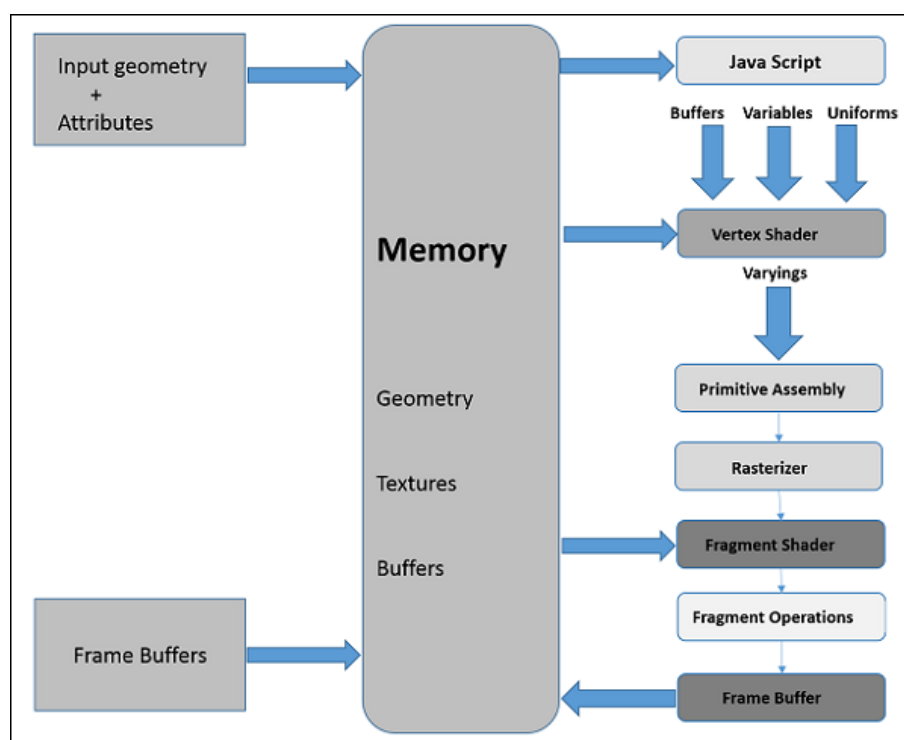 Input geometry
+
Attributes
Frame Buffers
Memory
Geometry
Textures
Buffers
Java Script
Buffers Variables Uniforms
Vertex Shader
Varyings
Primitive Assembly
Rasterizer
Fragment Shader
Fragment Operations
Frame Buffer